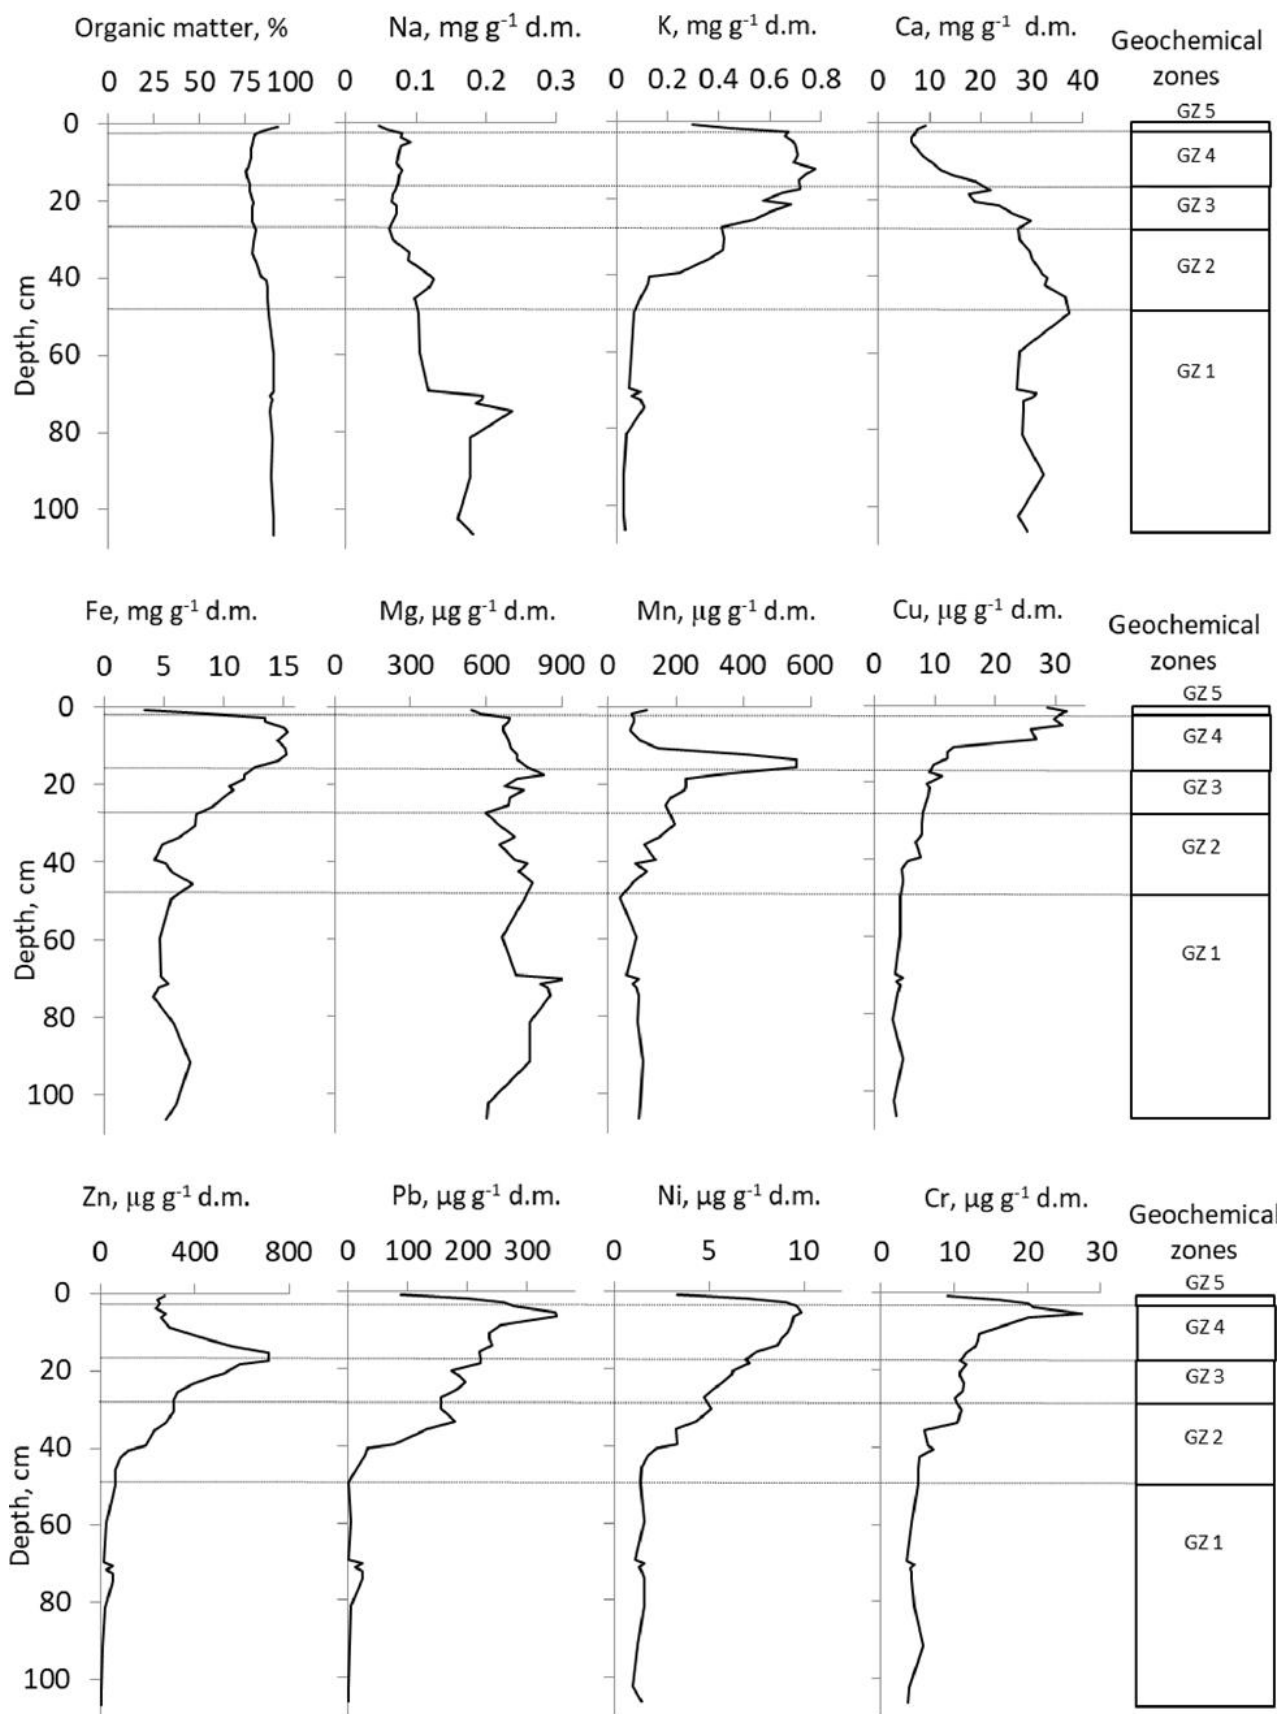 Organic matter, % Na, mg g⁻¹ d.m. K, mg g⁻¹ d.m. Ca, mg g⁻¹ d.m. Geochemical
zones
0 25 50 75 100 0 0.1 0.2 0.3 0 0.2 0.4 0.6 0.8 0 10 20 30 40
0
20
40
60
80
100
Depth, cm
GZ 5
GZ 4
GZ 3
GZ 2
GZ 1
Fe, mg g⁻¹ d.m. Mg, µg g⁻¹ d.m. Mn, µg g⁻¹ d.m. Cu, µg g⁻¹ d.m. Geochemical
zones
0 5 10 15 0 300 600 900 0 200 400 600 0 10 20 30
0
20
40
60
80
100
Depth, cm
GZ 5
GZ 4
GZ 3
GZ 2
GZ 1
Zn, µg g⁻¹ d.m. Pb, µg g⁻¹ d.m. Ni, µg g⁻¹ d.m. Cr, µg g⁻¹ d.m. Geochemical
zones
0 400 800 0 100 200 300 0 5 10 0 10 20 30
0
20
40
60
80
100
Depth, cm
GZ 5
GZ 4
GZ 3
GZ 2
GZ 1